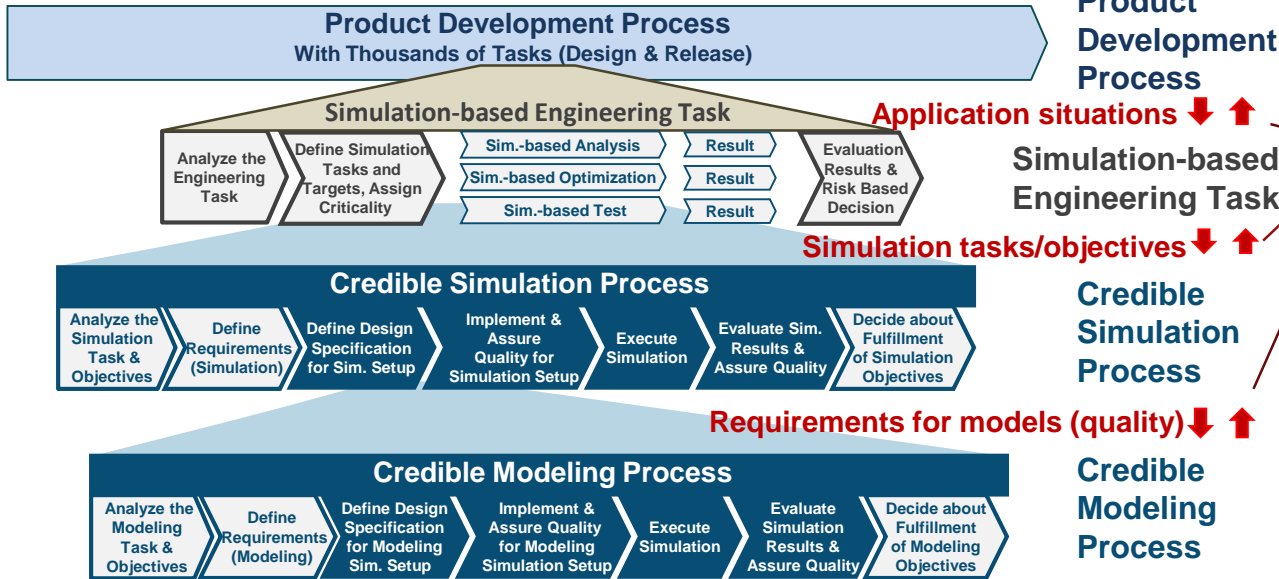 Product Development Process
With Thousands of Tasks (Design & Release)
Product
Development
Process
Application situations
Simulation-based Engineering Task
Analyze the
Engineering
Task
Define Simulation
Tasks and
Targets, Assign
Criticality
Sim.-based Analysis
Result
Sim.-based Optimization
Result
Sim.-based Test
Result
Evaluation
Results &
Risk Based
Decision
Simulation-based
Engineering Task
Simulation tasks/objectives
Credible Simulation Process
Analyze the
Simulation
Task &
Objectives
Define
Requirements
(Simulation)
Define Design
Specification
for Sim. Setup
Implement &
Assure
Quality for
Simulation Setup
Execute
Simulation
Evaluate Sim.
Results &
Assure Quality
Decide about
Fulfillment
of Simulation
Objectives
Credible
Simulation
Process
Requirements for models (quality)
Credible Modeling Process
Analyze the
Modeling
Task &
Objectives
Define
Requirements
(Modeling)
Define Design
Specification
for Modeling
Sim. Setup
Implement &
Assure Quality
for Modeling
Simulation Setup
Execute
Simulation
Evaluate
Simulation
Results &
Assure Quality
Decide about
Fulfillment
of Modeling
Objectives
Credible
Modeling
Process